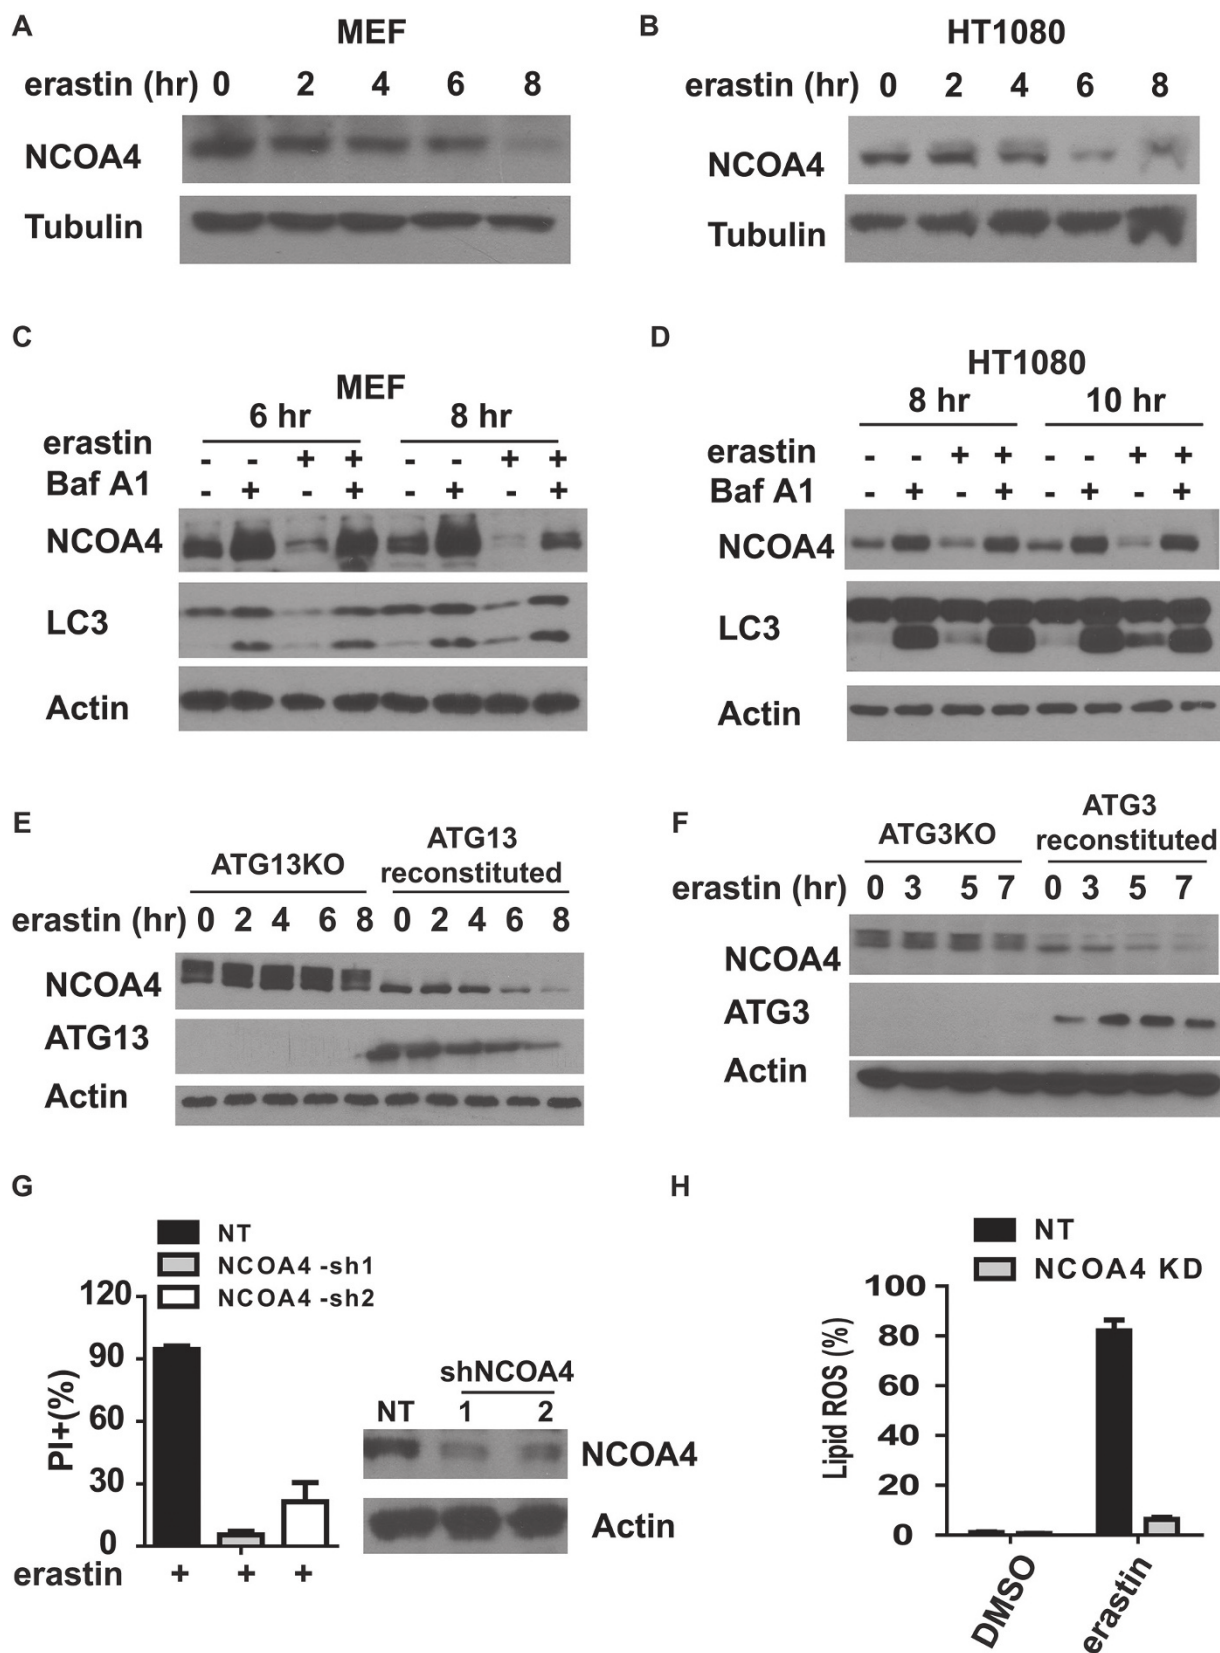 A
MEF
erastin (hr) 0 2 4 6 8
NCOA4
Tubulin
B
HT1080
erastin (hr) 0 2 4 6 8
NCOA4
Tubulin
C
MEF
6 hr 8 hr
erastin - - + + - - + +
Baf A1 - + - + - + - +
NCOA4
LC3
Actin
D
HT1080
8 hr 10 hr
erastin - - + + - - + +
Baf A1 - + - + - + - +
NCOA4
LC3
Actin
E
ATG13KO
ATG13
reconstituted
erastin (hr) 0 2 4 6 8 0 2 4 6 8
NCOA4
ATG13
Actin
F
ATG3KO
ATG3
reconstituted
erastin (hr) 0 3 5 7 0 3 5 7
NCOA4
ATG3
Actin
G
NT
NCOA4 -sh1
NCOA4 -sh2
PI+(%)
120
90
60
30
0
erastin + + +
shNCOA4
NT 1 2
NCOA4
Actin
H
NT
NCOA4 KD
Lipid ROS (%)
100
80
60
40
20
0
DMSO
erastin